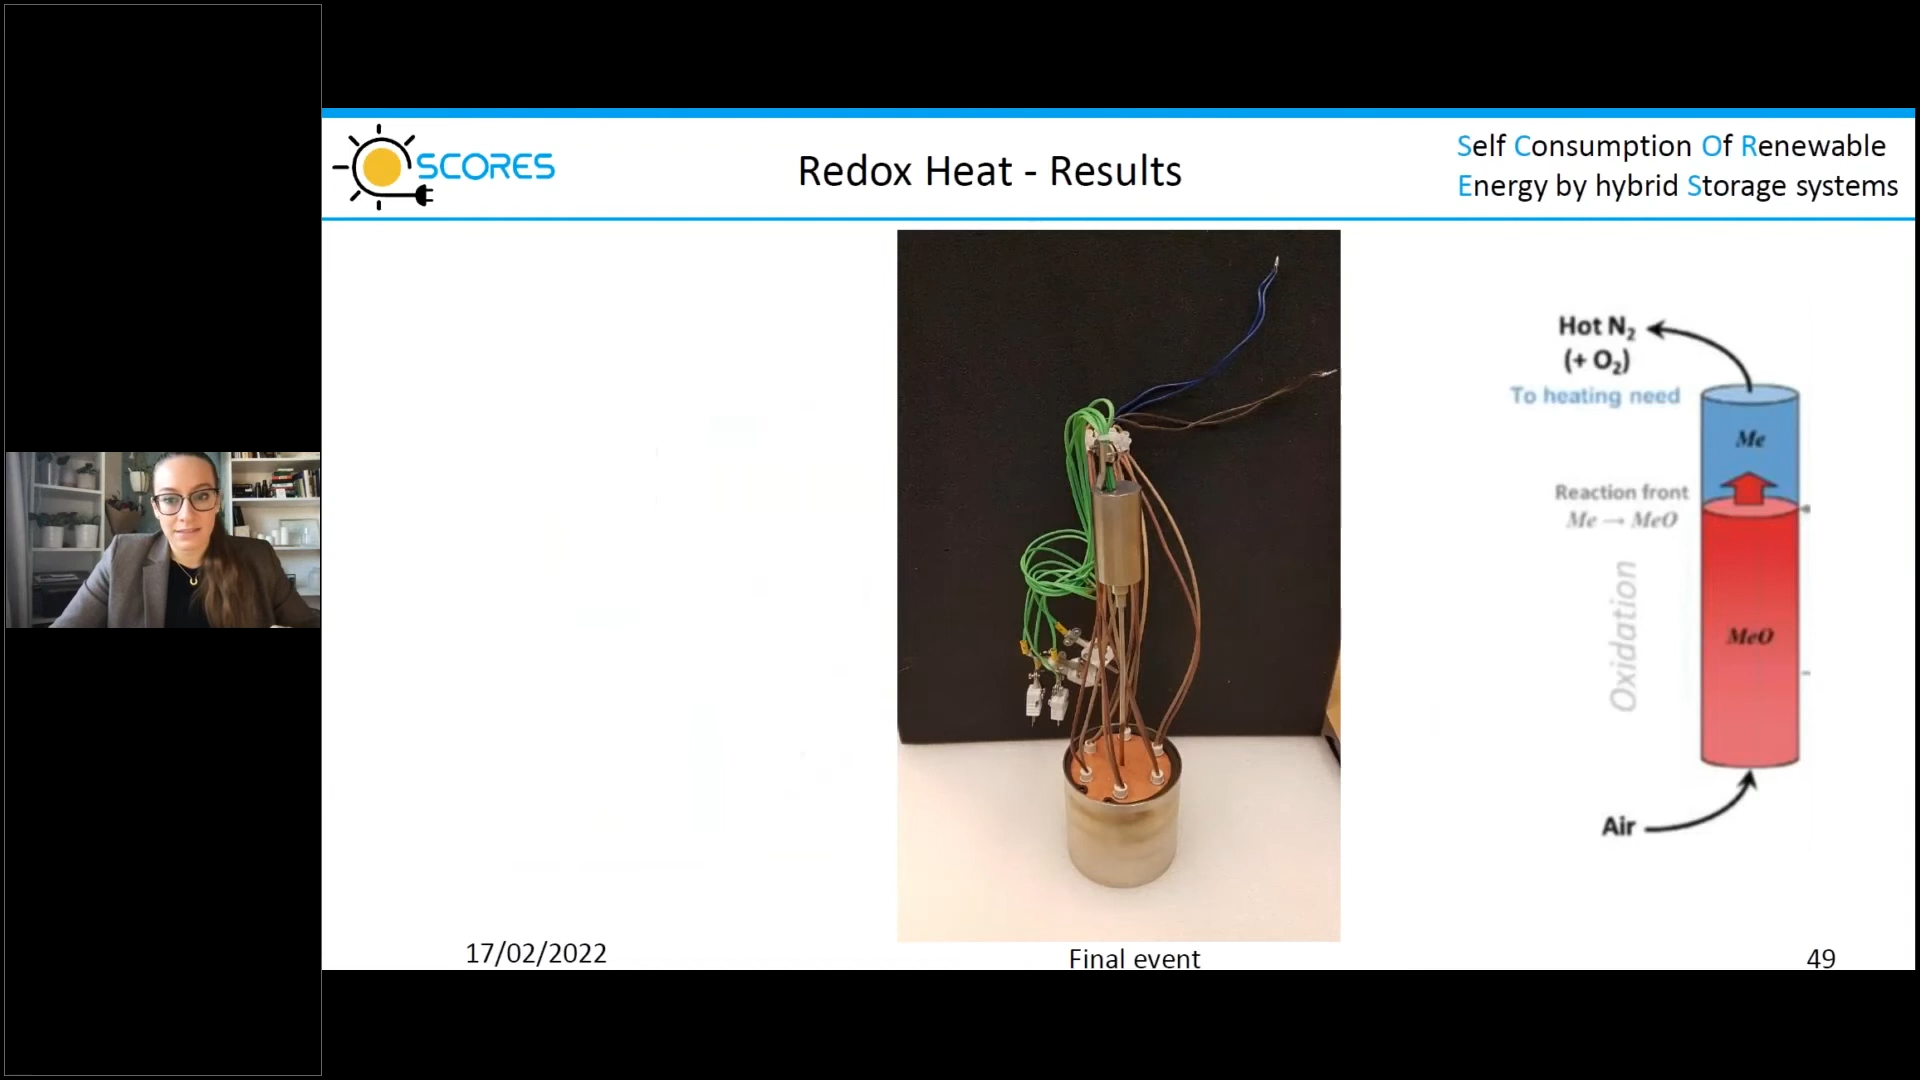 SCORES
Redox Heat - Results
Self Consumption Of Renewable
Energy by hybrid Storage systems
Hot N₂
(+ O₂)
To heating need
Me
Reaction front
Me → MeO
Oxidation
MeO
Air
17/02/2022
Final event
49